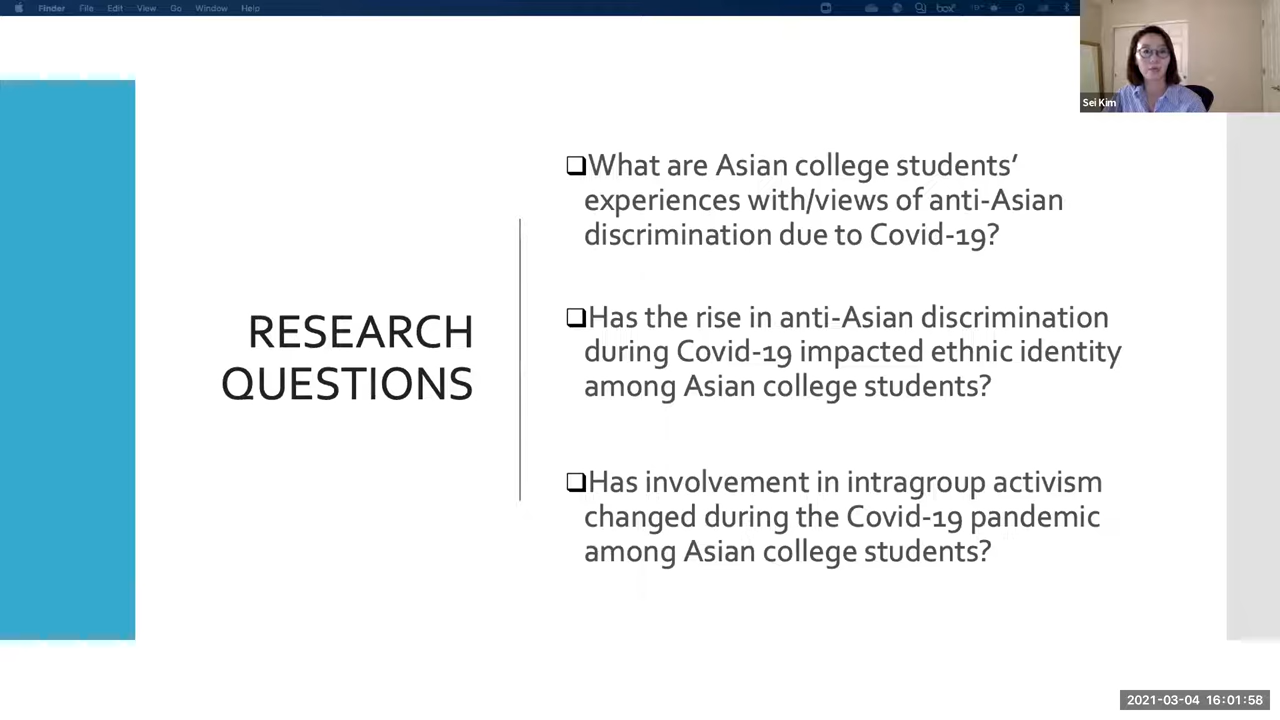 Finder File Edit View Go Window Help
box
Sei Kim
RESEARCH
QUESTIONS
What are Asian college students’
experiences with/views of anti-Asian
discrimination due to Covid-19?
Has the rise in anti-Asian discrimination
during Covid-19 impacted ethnic identity
among Asian college students?
Has involvement in intragroup activism
changed during the Covid-19 pandemic
among Asian college students?
2021-03-04 16:01:58